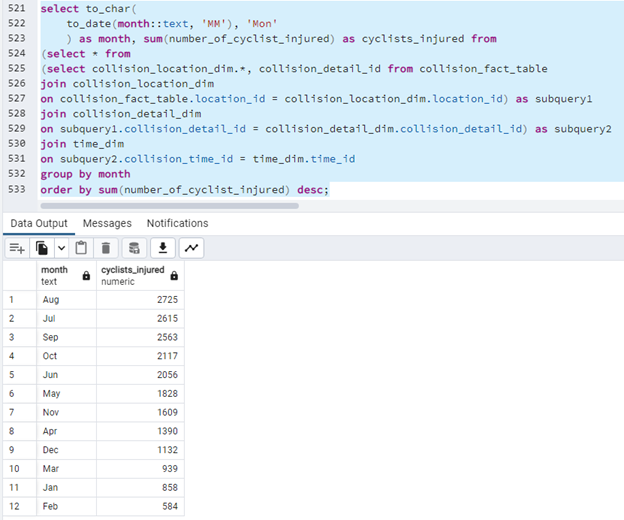 521 select to_char(
522 to_date(month::text, 'MM'), 'Mon'
523 ) as month, sum(number_of_cyclist_injured) as cyclists_injured from
524 (select * from
525 (select collision_location_dim.*, collision_detail_id from collision_fact_table
526 join collision_location_dim
527 on collision_fact_table.location_id = collision_location_dim.location_id) as subquery1
528 join collision_detail_dim
529 on subquery1.collision_detail_id = collision_detail_dim.collision_detail_id) as subquery2
530 join time_dim
531 on subquery2.collision_time_id = time_dim.time_id
532 group by month
533 order by sum(number_of_cyclist_injured) desc;
Data Output Messages Notifications
month cyclists_injured
text numeric
1 Aug 2725
2 Jul 2615
3 Sep 2563
4 Oct 2117
5 Jun 2056
6 May 1828
7 Nov 1609
8 Apr 1390
9 Dec 1132
10 Mar 939
11 Jan 858
12 Feb 584